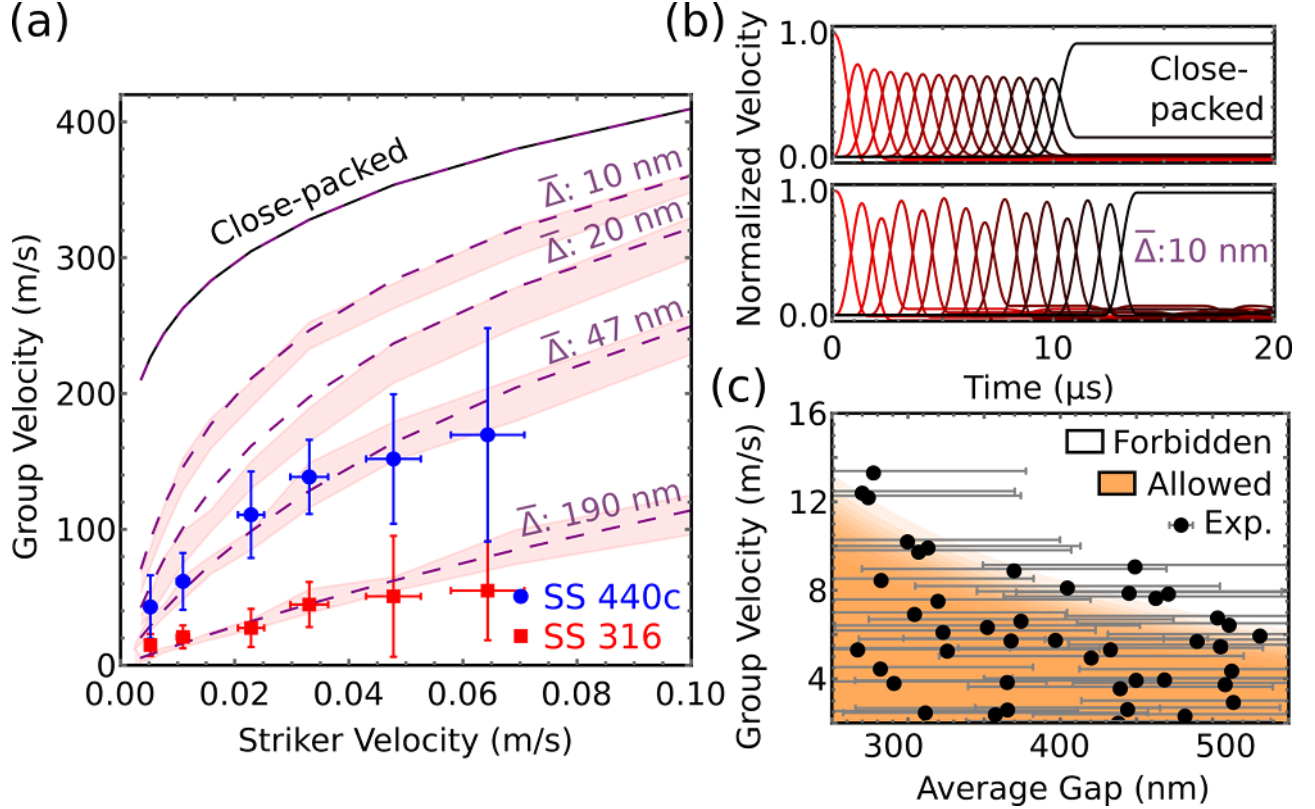 (a)
Group Velocity (m/s)
400
300
200
100
0
Close-packed
Δ̅: 10 nm
Δ̅: 20 nm
Δ̅: 47 nm
Δ̅: 190 nm
SS 440c
SS 316
0.00 0.02 0.04 0.06 0.08 0.10
Striker Velocity (m/s)
(b)
Normalized Velocity
1.0
0.0
Close-
packed
1.0
0.0
Δ̅:10 nm
0 10 20
Time (μs)
(c)
Group Velocity (m/s)
16
12
8
4
Forbidden
Allowed
Exp.
300 400 500
Average Gap (nm)